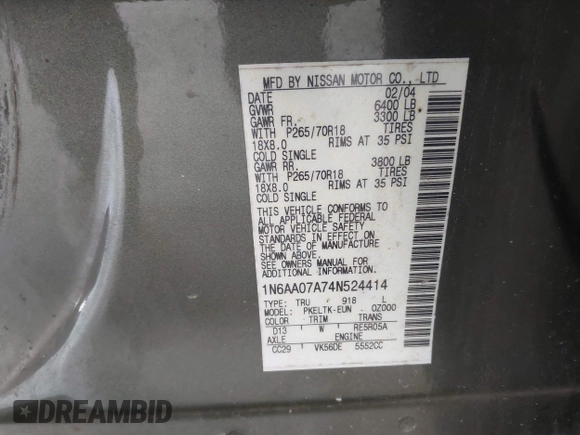 MFD BY NISSAN MOTOR CO., LTD
DATE 02/04
GVWR 6400 LB
GAWR FR. 3300 LB
WITH P265/70R18 TIRES
18X8.0 RIMS AT 35 PSI
COLD SINGLE
GAWR RR. 3800 LB
WITH P265/70R18 TIRES
18X8.0 RIMS AT 35 PSI
COLD SINGLE
THIS VEHICLE CONFORMS TO
ALL APPLICABLE FEDERAL
MOTOR VEHICLE SAFETY
STANDARDS IN EFFECT ON
THE DATE OF MANUFACTURE
SHOWN ABOVE.
SEE OWNERS MANUAL FOR
ADDITIONAL INFORMATION
1N6AA07A74N524414
TYPE: TRU 918 L
MODEL: PKELTK-EUN 0Z000
COLOR TRIM TRANS
D13 W RE5R05A
AXLE ENGINE
CC29 VK56DE 5552CC
DREAMBID